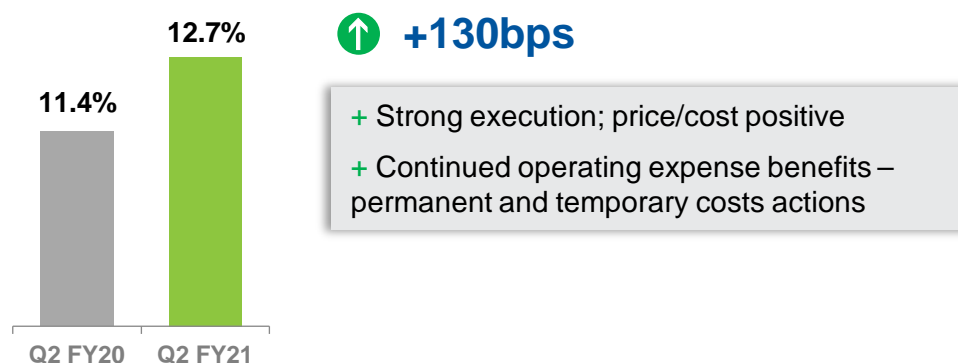 12.7%
11.4%
Q2 FY20
Q2 FY21
+130bps
+ Strong execution; price/cost positive
+ Continued operating expense benefits –
permanent and temporary costs actions